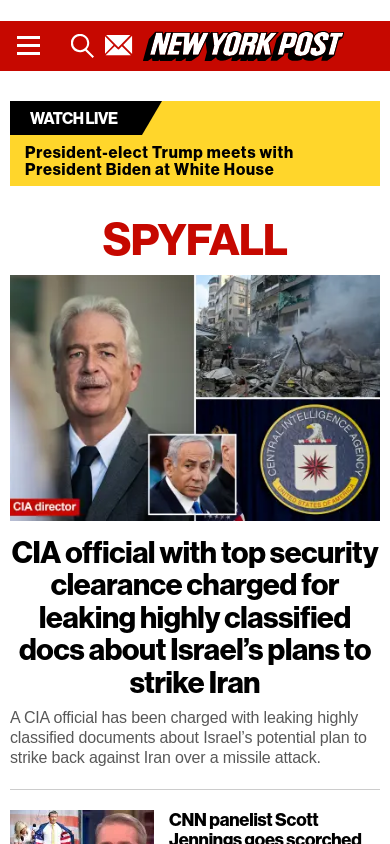 NEW YORK POST
WATCH LIVE
President-elect Trump meets with
President Biden at White House
SPYFALL
CENTRAL INTELLIGENCE AGENCY
UNITED STATES OF AMERICA
CIA director
CIA official with top security
clearance charged for
leaking highly classified
docs about Israel’s plans to
strike Iran
A CIA official has been charged with leaking highly
classified documents about Israel’s potential plan to
strike back against Iran over a missile attack.
CNN panelist Scott
Jennings goes scorched